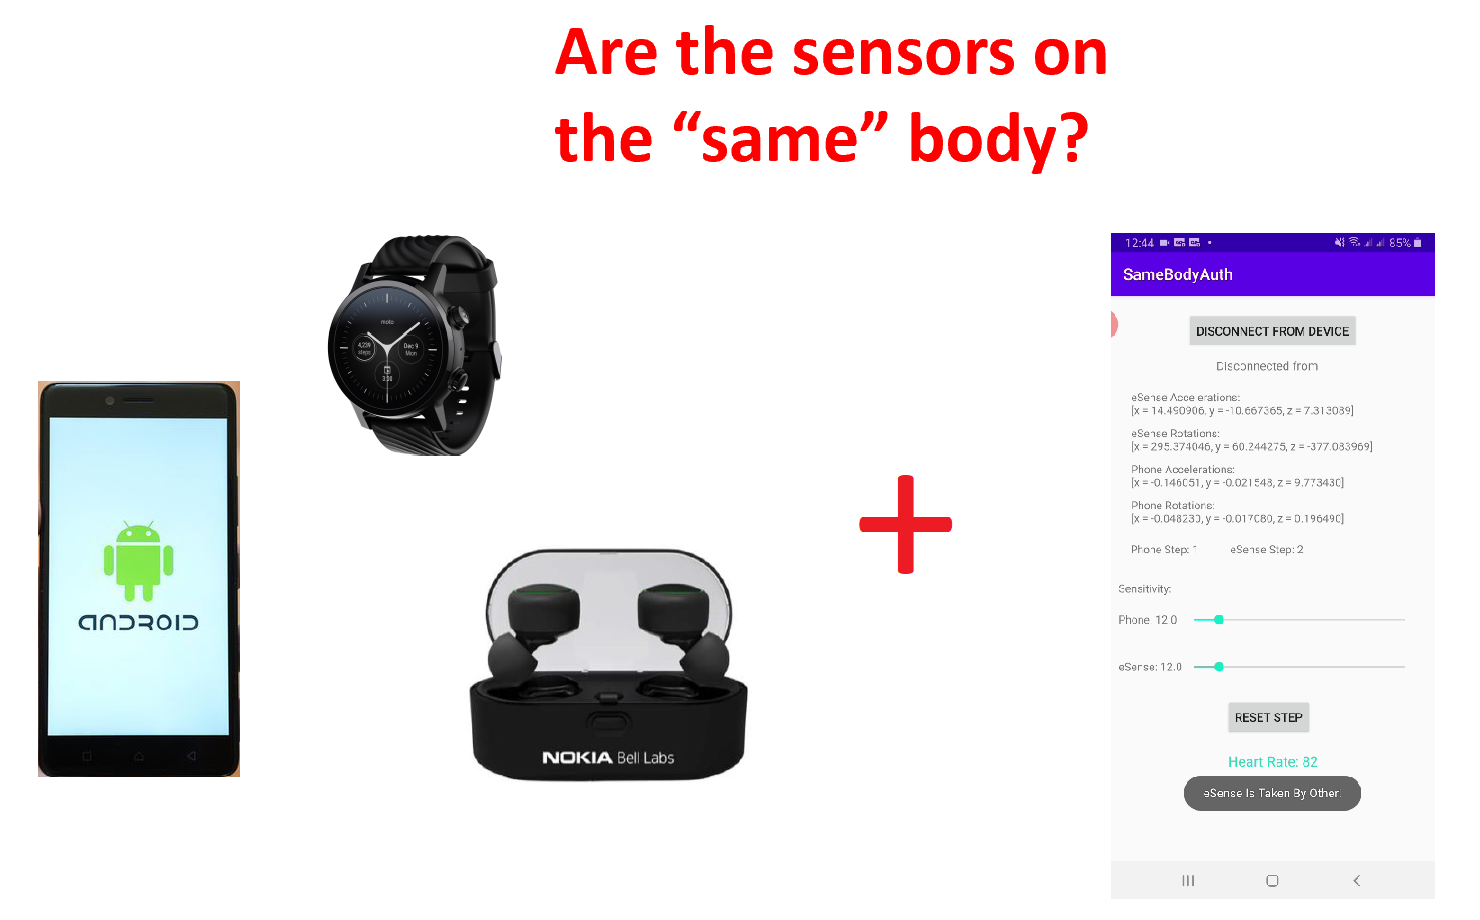 Are the sensors on
the “same” body?
moto
4,239
steps
Dec 9
Mon
3:00
ANDROID
NOKIA Bell Labs
12:44
85%
SameBodyAuth
DISCONNECT FROM DEVICE
Disconnected from
eSense Accelerations:
[x = 14.490906, y = -10.667365, z = 7.313089]
eSense Rotations:
[x = 295.374046, y = 60.244275, z = -377.083969]
Phone Accelerations:
[x = -0.146051, y = -0.021548, z = 9.773430]
Phone Rotations:
[x = -0.048230, y = -0.017080, z = 0.196490]
Phone Step: eSense Step: 2
Sensitivity:
Phone: 12.0
eSense: 12.0
RESET STEP
Heart Rate: 82
eSense Is Taken By Other.